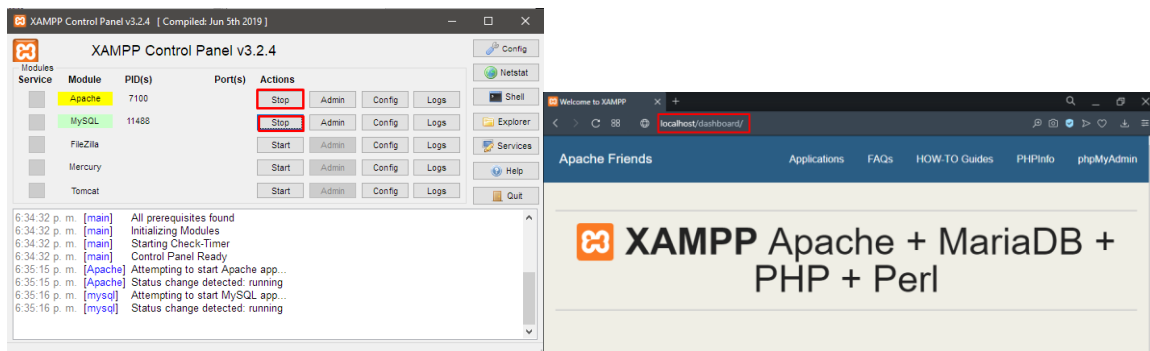 XAMPP Control Panel v3.2.4 [ Compiled: Jun 5th 2019 ]
XAMPP Control Panel v3.2.4
Config
Modules
Service Module PID(s) Port(s) Actions
Netstat
Apache 7100 Stop Admin Config Logs
Shell
MySQL 11488 Stop Admin Config Logs
Explorer
FileZilla Start Admin Config Logs
Services
Mercury Start Admin Config Logs
Help
Tomcat Start Admin Config Logs
Quit
6:34:32 p. m. [main] All prerequisites found
6:34:32 p. m. [main] Initializing Modules
6:34:32 p. m. [main] Starting Check-Timer
6:34:32 p. m. [main] Control Panel Ready
6:35:15 p. m. [Apache] Attempting to start Apache app...
6:35:15 p. m. [Apache] Status change detected: running
6:35:16 p. m. [mysql] Attempting to start MySQL app...
6:35:16 p. m. [mysql] Status change detected: running
Welcome to XAMPP
localhost/dashboard/
Apache Friends Applications FAQs HOW-TO Guides PHPInfo phpMyAdmin
XAMPP Apache + MariaDB +
PHP + Perl